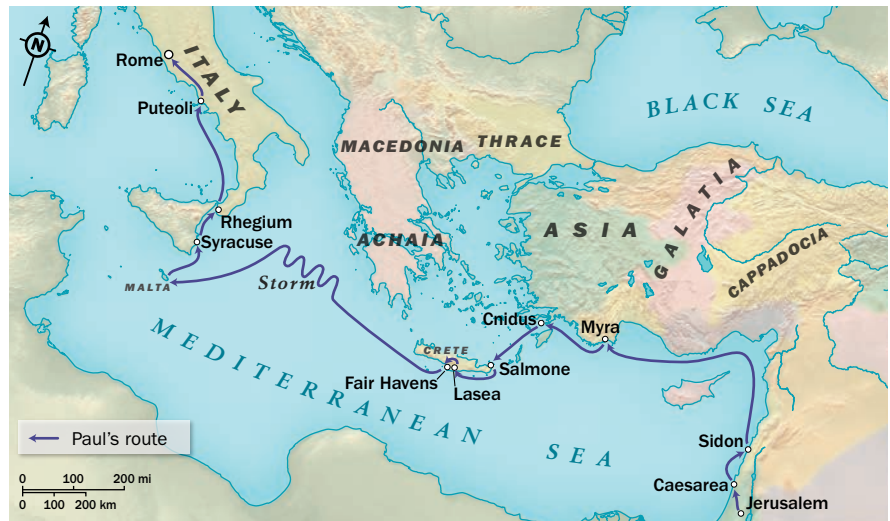 N
Rome
ITALY
Puteoli
BLACK SEA
MACEDONIA
THRACE
Rhegium
Syracuse
ACHAIA
ASIA
GALATIA
CAPPADOCIA
MALTA
Storm
Cnidus
Myra
CRETE
Salmone
Fair Havens
Lasea
MEDITERRANEAN SEA
Paul's route
Sidon
Caesarea
Jerusalem
0 100 200 mi
0 100 200 km